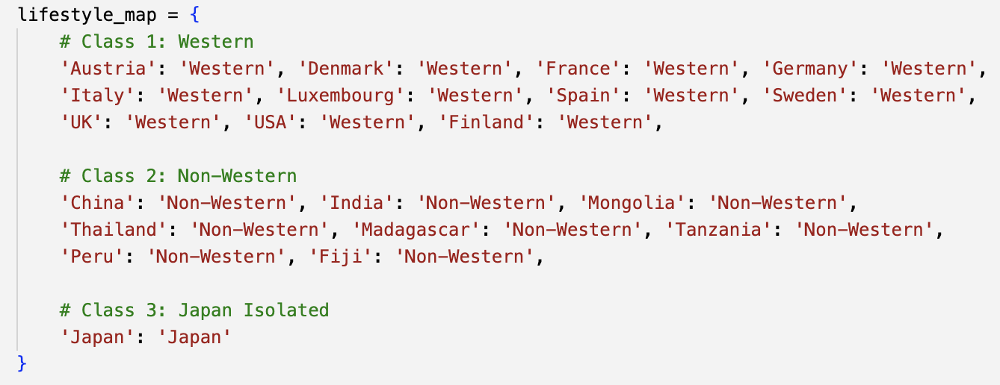 lifestyle_map = {
    # Class 1: Western
    'Austria': 'Western', 'Denmark': 'Western', 'France': 'Western', 'Germany': 'Western',
    'Italy': 'Western', 'Luxembourg': 'Western', 'Spain': 'Western', 'Sweden': 'Western',
    'UK': 'Western', 'USA': 'Western', 'Finland': 'Western',
    # Class 2: Non-Western
    'China': 'Non-Western', 'India': 'Non-Western', 'Mongolia': 'Non-Western',
    'Thailand': 'Non-Western', 'Madagascar': 'Non-Western', 'Tanzania': 'Non-Western',
    'Peru': 'Non-Western', 'Fiji': 'Non-Western',
    # Class 3: Japan Isolated
    'Japan': 'Japan'
}